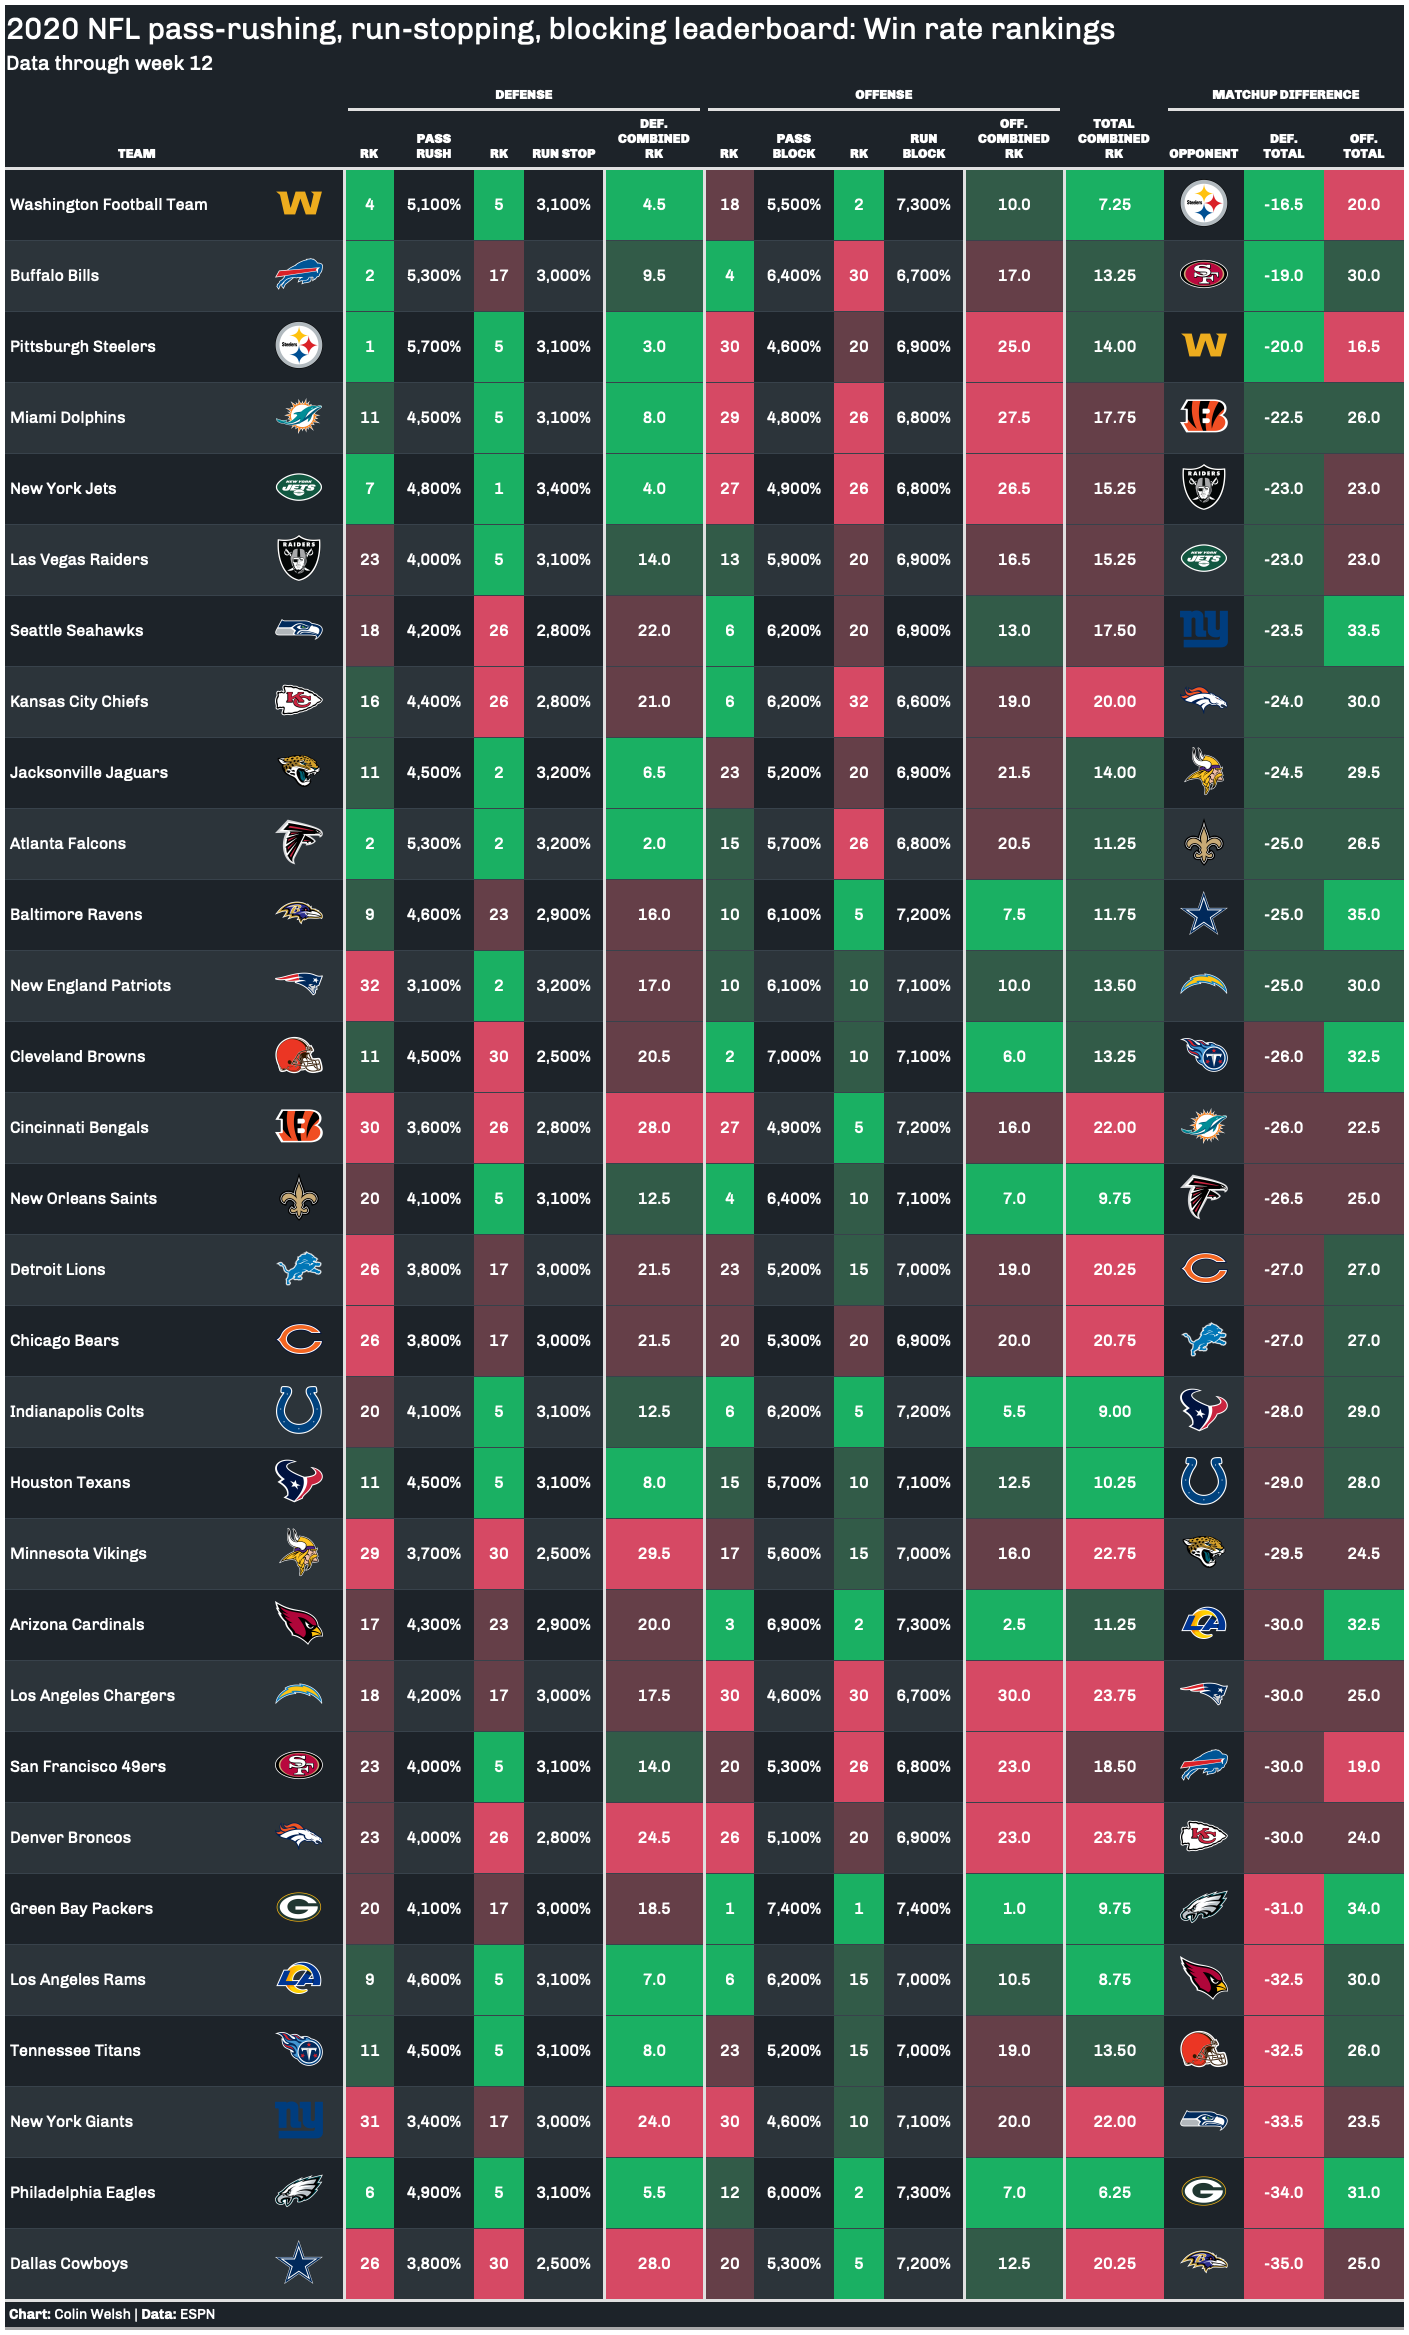 2020 NFL pass-rushing, run-stopping, blocking leaderboard: Win rate rankings
Data through week 12
DEFENSE OFFENSE MATCHUP DIFFERENCE
TEAM RK PASS RUSH RK RUN STOP DEF. COMBINED RK RK PASS BLOCK RK RUN BLOCK OFF. COMBINED RK TOTAL COMBINED RK OPPONENT DEF. TOTAL OFF. TOTAL
Washington Football Team W 4 5,100% 5 3,100% 4.5 18 5,500% 2 7,300% 10.0 7.25 Steelers -16.5 20.0
Buffalo Bills 2 5,300% 17 3,000% 9.5 4 6,400% 30 6,700% 17.0 13.25 SF -19.0 30.0
Pittsburgh Steelers Steelers 1 5,700% 5 3,100% 3.0 30 4,600% 20 6,900% 25.0 14.00 W -20.0 16.5
Miami Dolphins 11 4,500% 5 3,100% 8.0 29 4,800% 26 6,800% 27.5 17.75 B -22.5 26.0
New York Jets NEW YORK JETS 7 4,800% 1 3,400% 4.0 27 4,900% 26 6,800% 26.5 15.25 RAIDERS -23.0 23.0
Las Vegas Raiders RAIDERS 23 4,000% 5 3,100% 14.0 13 5,900% 20 6,900% 16.5 15.25 NEW YORK JETS -23.0 23.0
Seattle Seahawks 18 4,200% 26 2,800% 22.0 6 6,200% 20 6,900% 13.0 17.50 ny -23.5 33.5
Kansas City Chiefs KC 16 4,400% 26 2,800% 21.0 6 6,200% 32 6,600% 19.0 20.00 -24.0 30.0
Jacksonville Jaguars 11 4,500% 2 3,200% 6.5 23 5,200% 20 6,900% 21.5 14.00 -24.5 29.5
Atlanta Falcons 2 5,300% 2 3,200% 2.0 15 5,700% 26 6,800% 20.5 11.25 -25.0 26.5
Baltimore Ravens B 9 4,600% 23 2,900% 16.0 10 6,100% 5 7,200% 7.5 11.75 -25.0 35.0
New England Patriots 32 3,100% 2 3,200% 17.0 10 6,100% 10 7,100% 10.0 13.50 -25.0 30.0
Cleveland Browns 11 4,500% 30 2,500% 20.5 2 7,000% 10 7,100% 6.0 13.25 T -26.0 32.5
Cincinnati Bengals B 30 3,600% 26 2,800% 28.0 27 4,900% 5 7,200% 16.0 22.00 -26.0 22.5
New Orleans Saints 20 4,100% 5 3,100% 12.5 4 6,400% 10 7,100% 7.0 9.75 -26.5 25.0
Detroit Lions 26 3,800% 17 3,000% 21.5 23 5,200% 15 7,000% 19.0 20.25 C -27.0 27.0
Chicago Bears C 26 3,800% 17 3,000% 21.5 20 5,300% 20 6,900% 20.0 20.75 -27.0 27.0
Indianapolis Colts 20 4,100% 5 3,100% 12.5 6 6,200% 5 7,200% 5.5 9.00 -28.0 29.0
Houston Texans 11 4,500% 5 3,100% 8.0 15 5,700% 10 7,100% 12.5 10.25 -29.0 28.0
Minnesota Vikings 29 3,700% 30 2,500% 29.5 17 5,600% 15 7,000% 16.0 22.75 -29.5 24.5
Arizona Cardinals 17 4,300% 23 2,900% 20.0 3 6,900% 2 7,300% 2.5 11.25 LA -30.0 32.5
Los Angeles Chargers 18 4,200% 17 3,000% 17.5 30 4,600% 30 6,700% 30.0 23.75 -30.0 25.0
San Francisco 49ers SF 23 4,000% 5 3,100% 14.0 20 5,300% 26 6,800% 23.0 18.50 -30.0 19.0
Denver Broncos 23 4,000% 26 2,800% 24.5 26 5,100% 20 6,900% 23.0 23.75 KC -30.0 24.0
Green Bay Packers G 20 4,100% 17 3,000% 18.5 1 7,400% 1 7,400% 1.0 9.75 -31.0 34.0
Los Angeles Rams LA 9 4,600% 5 3,100% 7.0 6 6,200% 15 7,000% 10.5 8.75 -32.5 30.0
Tennessee Titans T 11 4,500% 5 3,100% 8.0 23 5,200% 15 7,000% 19.0 13.50 -32.5 26.0
New York Giants ny 31 3,400% 17 3,000% 24.0 30 4,600% 10 7,100% 20.0 22.00 -33.5 23.5
Philadelphia Eagles 6 4,900% 5 3,100% 5.5 12 6,000% 2 7,300% 7.0 6.25 G -34.0 31.0
Dallas Cowboys 26 3,800% 30 2,500% 28.0 20 5,300% 5 7,200% 12.5 20.25 B -35.0 25.0
Chart: Colin Welsh | Data: ESPN